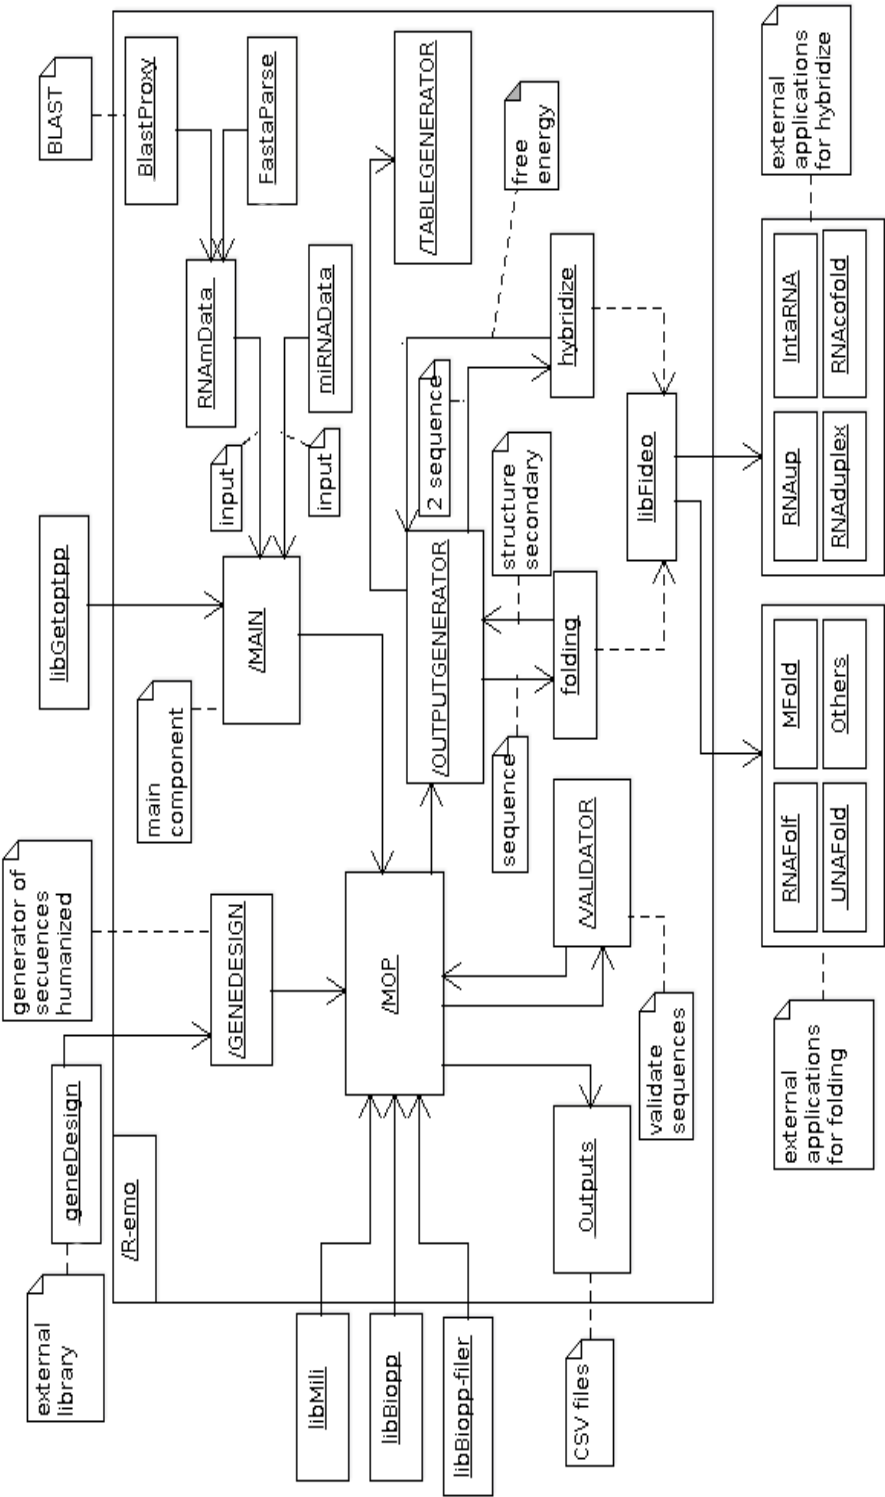 external
library
geneDesign
generator of
secuences
humanized
/R-emo
/GENEDESIGN
main
component
libGetoptpp
/MAIN
input
input
RNAmData
miRNAData
BLAST
BlastProxy
FastaParse
libMili
libBiopp
libBiopp-filer
/MOP
/OUTPUTGENERATOR
2 sequence
/TABLEGENERATOR
free
energy
CSV files
Outputs
validate
sequences
/VALIDATOR
sequence
structure
secondary
folding
hybridize
libFideo
external
applications
for folding
RNAFolf
MFold
UNAFold
Others
RNAup
IntaRNA
RNAduplex
RNAcofold
external
applications
for hybridize